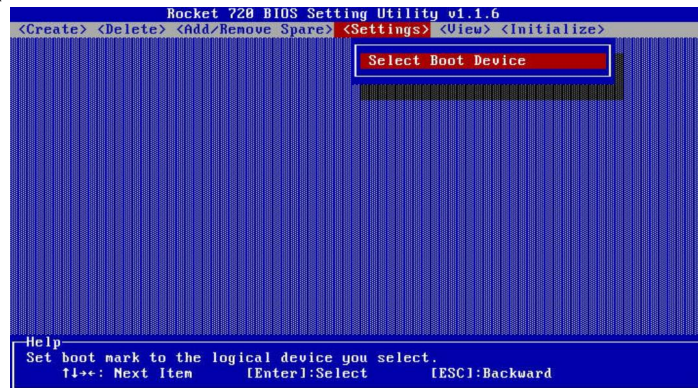 Rocket 720 BIOS Setting Utility v1.1.6
<Create> <Delete> <Add/Remove Spare> <Settings> <View> <Initialize>
Select Boot Device
Help
Set boot mark to the logical device you select.
↑↓→←: Next Item [Enter]:Select [ESC]:Backward